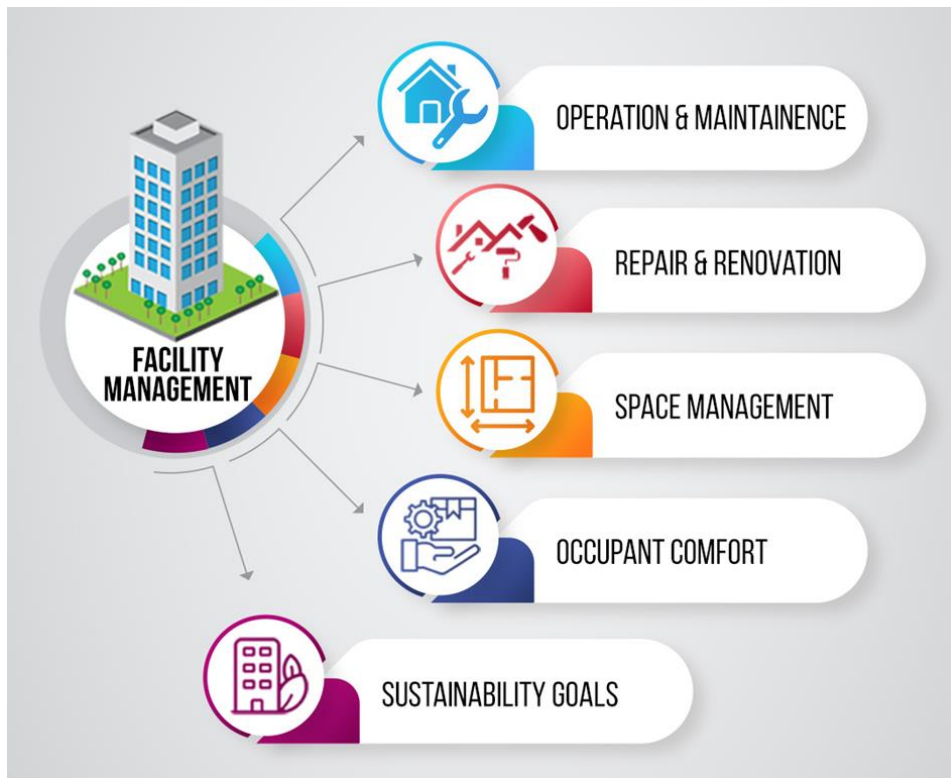 FACILITY
MANAGEMENT
OPERATION & MAINTAINENCE
REPAIR & RENOVATION
SPACE MANAGEMENT
OCCUPANT COMFORT
SUSTAINABILITY GOALS